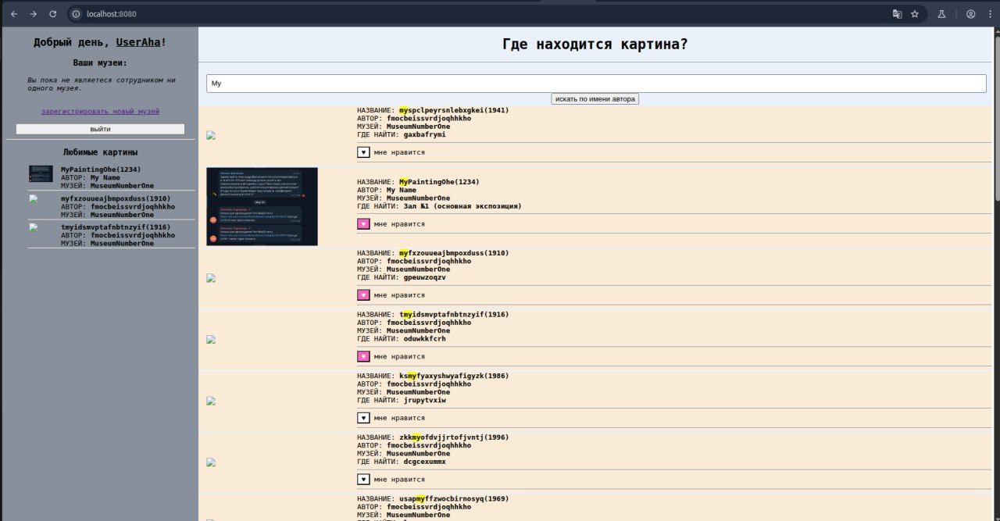 localhost:8080
Добрый день, UserAha!
Ваши музеи:
Вы пока не являетеся сотрудником ни
одного музея.
зарегистрировать новый музей
выйти
Любимые картины
MyPaintingOhe(1234)
АВТОР: My Name
МУЗЕЙ: MuseumNumberOne
myfxzouueajbmpoxduss(1910)
АВТОР: fmocbeissvrdjoqhhkho
МУЗЕЙ: MuseumNumberOne
tmyidsmvptafnbtnzyif(1916)
АВТОР: fmocbeissvrdjoqhhkho
МУЗЕЙ: MuseumNumberOne
Где находится картина?
My
искать по имени автора
НАЗВАНИЕ: myspclpeyrsnlebxgkei(1941)
АВТОР: fmocbeissvrdjoqhhkho
МУЗЕЙ: MuseumNumberOne
ГДЕ НАЙТИ: gaxbafrymi
мне нравится
НАЗВАНИЕ: MyPaintingOhe(1234)
АВТОР: My Name
МУЗЕЙ: MuseumNumberOne
ГДЕ НАЙТИ: Зал №1 (основная экспозиция)
мне нравится
НАЗВАНИЕ: myfxzouueajbmpoxduss(1910)
АВТОР: fmocbeissvrdjoqhhkho
МУЗЕЙ: MuseumNumberOne
ГДЕ НАЙТИ: gpeuwzoqzv
мне нравится
НАЗВАНИЕ: tmyidsmvptafnbtnzyif(1916)
АВТОР: fmocbeissvrdjoqhhkho
МУЗЕЙ: MuseumNumberOne
ГДЕ НАЙТИ: oduwkkfcrh
мне нравится
НАЗВАНИЕ: ksmyfyaxyshwyafigyzk(1986)
АВТОР: fmocbeissvrdjoqhhkho
МУЗЕЙ: MuseumNumberOne
ГДЕ НАЙТИ: jrupytvxiw
мне нравится
НАЗВАНИЕ: zkkmyofdvjjrtofjvntj(1996)
АВТОР: fmocbeissvrdjoqhhkho
МУЗЕЙ: MuseumNumberOne
ГДЕ НАЙТИ: dcgcexummx
мне нравится
НАЗВАНИЕ: usapmyffzwocbirnosyq(1969)
АВТОР: fmocbeissvrdjoqhhkho
МУЗЕЙ: MuseumNumberOne